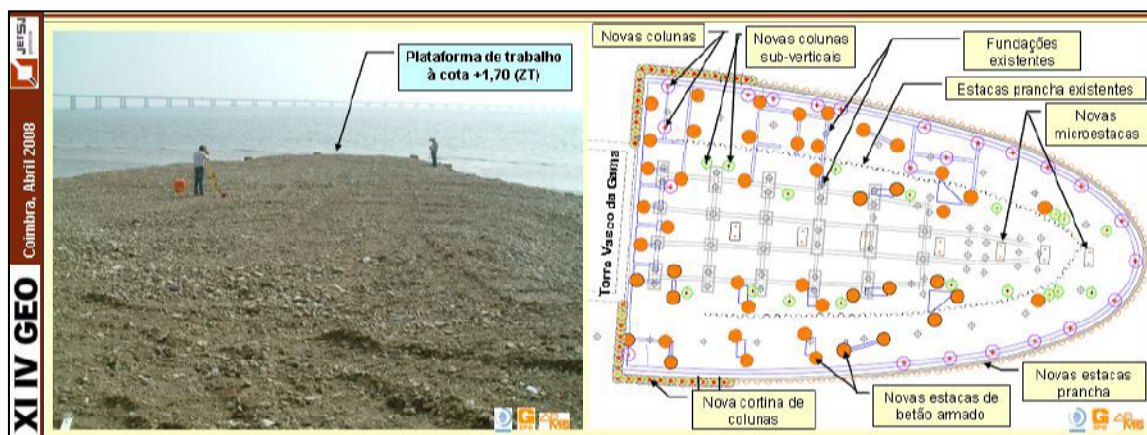 JETSJ
Coimbra, Abril 2008
XI IV GEO
Plataforma de trabalho
à cota +1,70 (ZT)
Novas colunas
Novas colunas
sub-verticais
Fundações
existentes
Estacas prancha existentes
Novas
microestacas
Torre Vasco da Gama
Nova cortina de
colunas
Novas estacas de
betão armado
Novas estacas
prancha